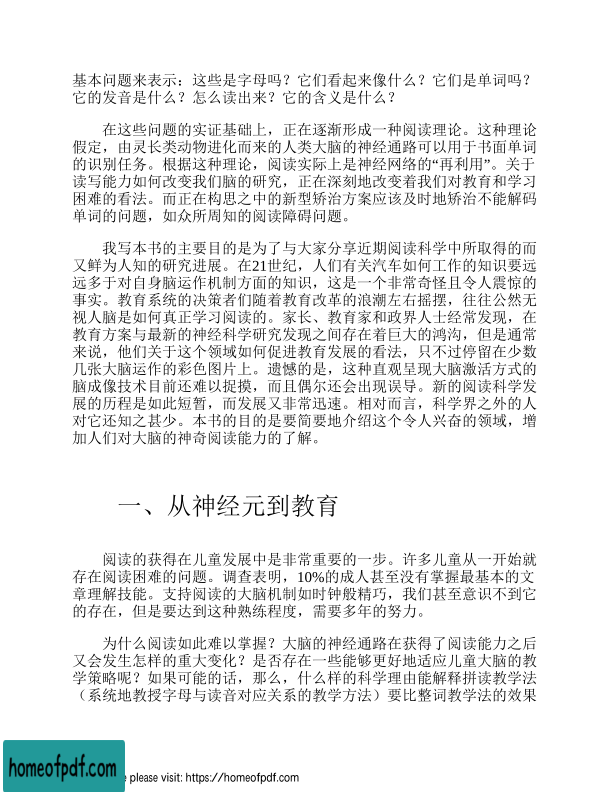 基本问题来表示：这些是字母吗？它们看起来像什么？它们是单词吗？
它的发音是什么？怎么读出来？它的含义是什么？
在这些问题的实证基础上，正在逐渐形成一种阅读理论。这种理论
假定，由灵长类动物进化而来的人类大脑的神经通路可以用于书面单词
的识别任务。根据这种理论，阅读实际上是神经网络的“再利用”。关于
读写能力如何改变我们脑的研究，正在深刻地改变着我们对教育和学习
困难的看法。而正在构思之中的新型矫治方案应该及时地矫治不能解码
单词的问题，如众所周知的阅读障碍问题。
我写本书的主要目的是为了与大家分享近期阅读科学中所取得的而
又鲜为人知的研究进展。在21世纪，人们有关汽车如何工作的知识要远
远多于对自身脑运作机制方面的知识，这是一个非常奇怪且令人震惊的
事实。教育系统的决策者们随着教育改革的浪潮左右摇摆，往往公然无
视人脑是如何真正学习阅读的。家长、教育家和政界人士经常发现，在
教育方案与最新的神经科学研究发现之间存在着巨大的鸿沟，但是通常
来说，他们关于这个领域如何促进教育发展的看法，只不过停留在少数
几张大脑运作的彩色图片上。遗憾的是，这种直观呈现大脑激活方式的
脑成像技术目前还难以捉摸，而且偶尔还会出现误导。新的阅读科学发
展的历程是如此短暂，而发展又非常迅速。相对而言，科学界之外的人
对它还知之甚少。本书的目的是要简要地介绍这个令人兴奋的领域，增
加人们对大脑的神奇阅读能力的了解。
一、从神经元到教育
阅读的获得在儿童发展中是非常重要的一步。许多儿童从一开始就
存在阅读困难的问题。调查表明，10%的成人甚至没有掌握最基本的文
章理解技能。支持阅读的大脑机制如时钟般精巧，我们甚至意识不到它
的存在，但是要达到这种熟练程度，需要多年的努力。
为什么阅读如此难以掌握？大脑的神经通路在获得了阅读能力之后
又会发生怎样的重大变化？是否存在一些能够更好地适应儿童大脑的教
学策略呢？如果可能的话，那么，什么样的科学理由能解释拼读教学法
（系统地教授字母与读音对应关系的教学方法）要比整词教学法的效果
homeofpdf.com
e please visit: https://homeofpdf.com